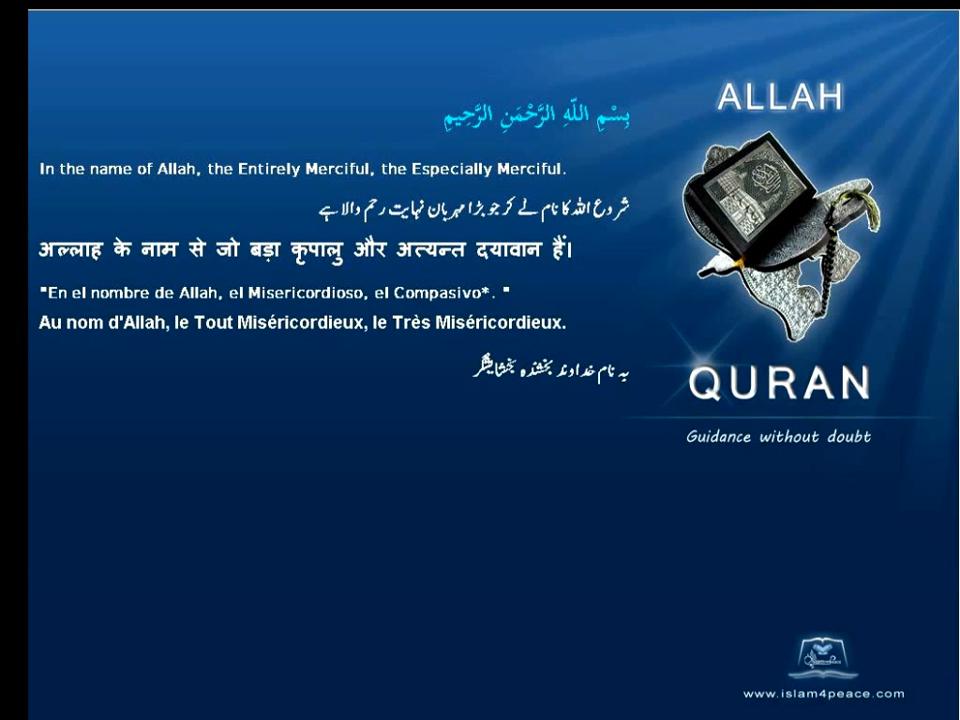 بِسْمِ اللّهِ الرَّحْمَنِ الرَّحِيمِ
In the name of Allah, the Entirely Merciful, the Especially Merciful.
شروع الله کا نام لے کر جو بڑا مہربان نہایت رحم والا ہے
अल्लाह के नाम से जो बड़ा कृपालु और अत्यन्त दयावान हैं।
"En el nombre de Allah, el Misericordioso, el Compasivo*. "
Au nom d'Allah, le Tout Miséricordieux, le Très Miséricordieux.
به نام خداوند بخشنده بخشایشگر
ALLAH
QURAN
Guidance without doubt
www.islam4peace.com